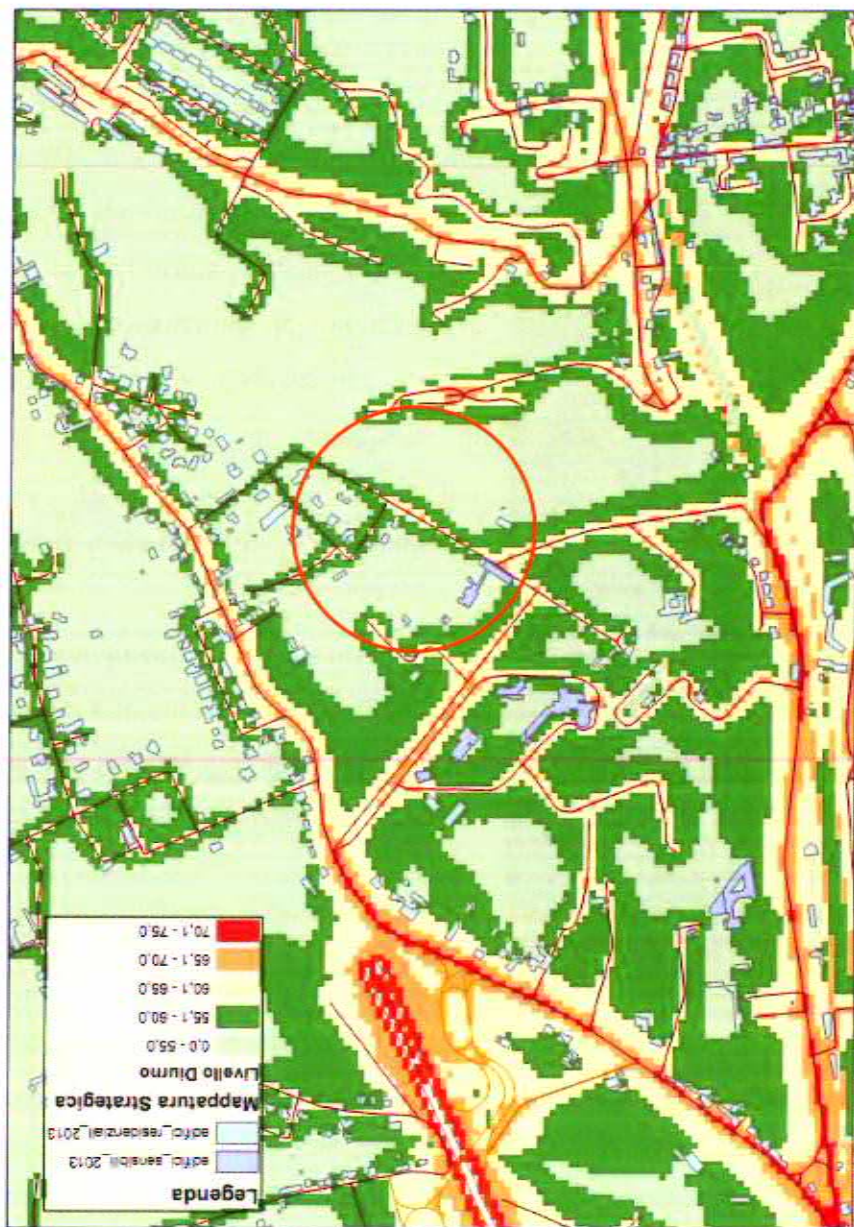 Legenda
edifici_sensibili_2013
edifici_residenziali_2013
Mappatura Strategica
Livello Diurno
0,0 - 55.0
55,1 - 60.0
60,1 - 65.0
65,1 - 70.0
70,1 - 75.0